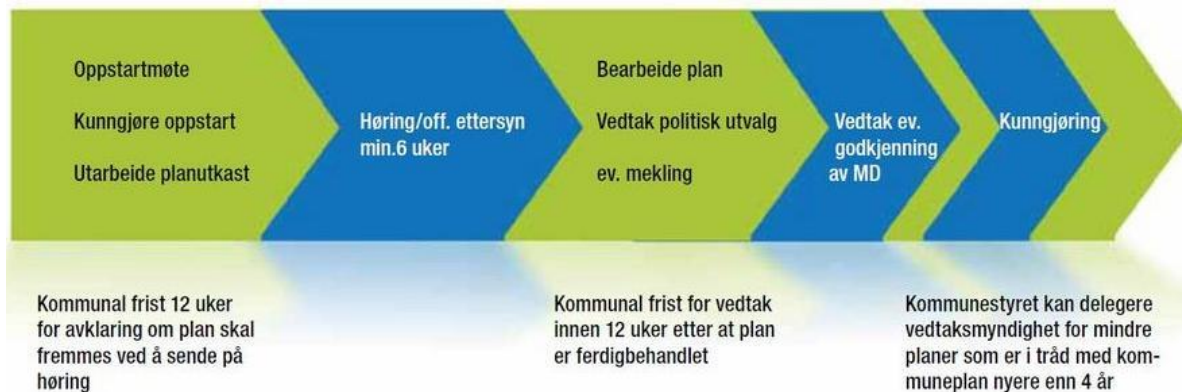 Oppstartmøte
Kunngjøre oppstart
Utarbeide planutkast
Høring/off. ettersyn
min.6 uker
Bearbeide plan
Vedtak politisk utvalg
ev. mekling
Vedtak ev.
godkjenning
av MD
Kunngjøring
Kommunal frist 12 uker
for avklaring om plan skal
fremmes ved å sende på
høring
Kommunal frist for vedtak
innen 12 uker etter at plan
er ferdigbehandlet
Kommunestyret kan delegere
vedtaksmyndighet for mindre
planer som er i tråd med kom-
muneplan nyere enn 4 år